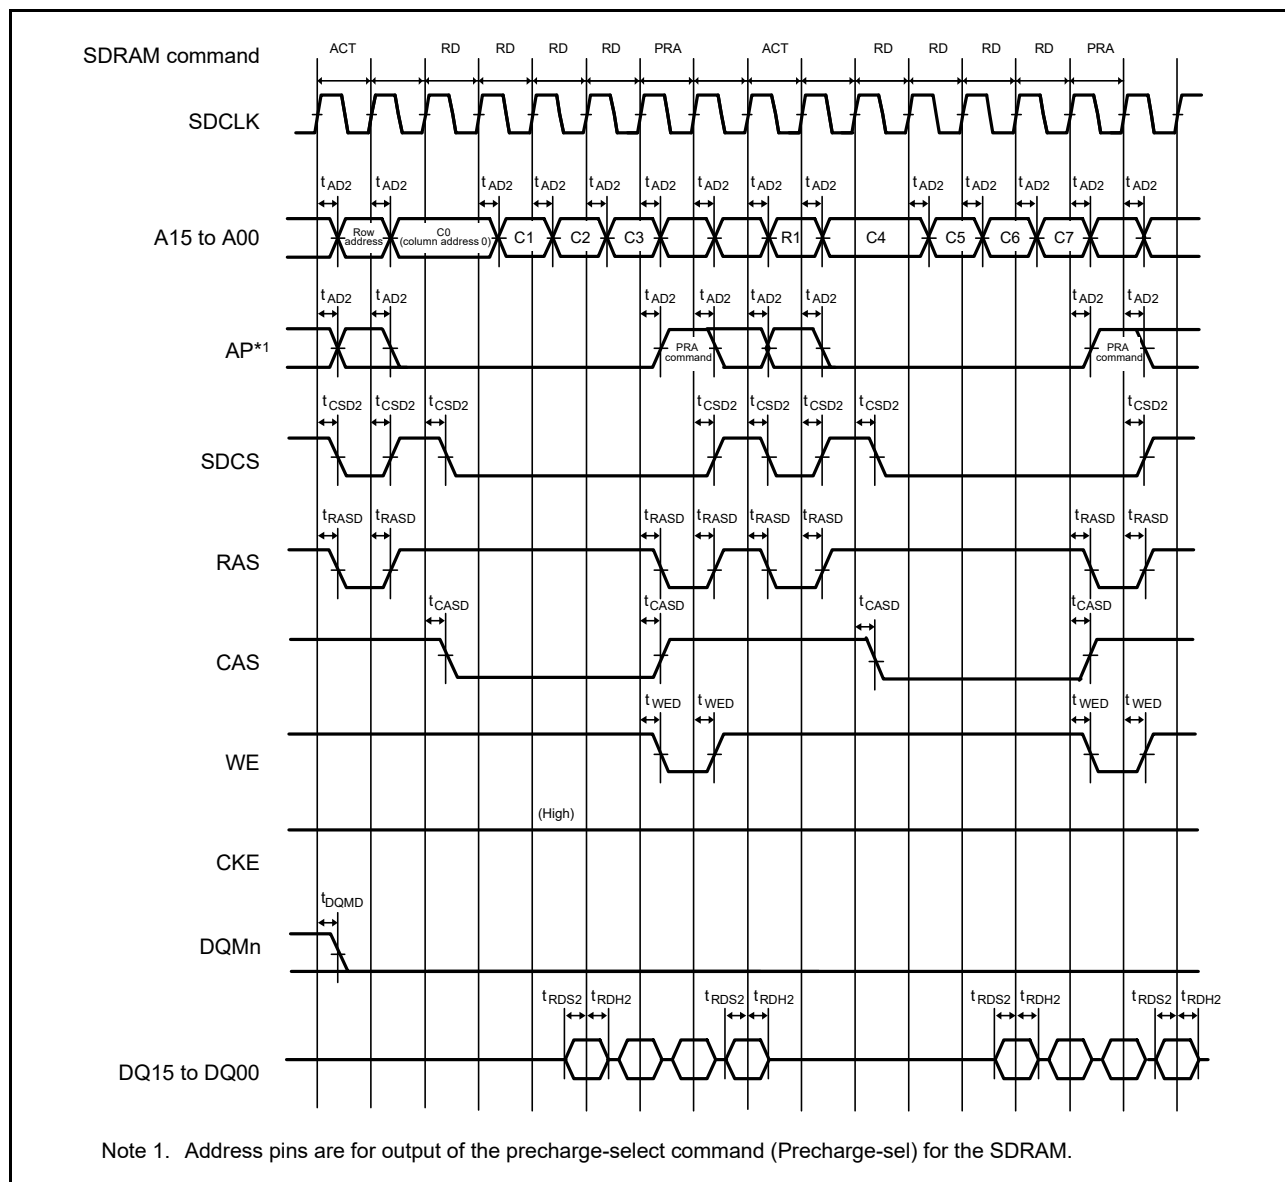 SDRAM command ACT RD RD RD RD PRA ACT RD RD RD RD PRA
SDCLK
tAD2 tAD2 tAD2 tAD2 tAD2 tAD2 tAD2 tAD2 tAD2 tAD2 tAD2 tAD2 tAD2 tAD2
A15 to A00 Row address C0 (column address 0) C1 C2 C3 R1 C4 C5 C6 C7
tAD2 tAD2 tAD2 tAD2 tAD2 tAD2 tAD2 tAD2
AP*1 PRA command PRA command
tCSD2 tCSD2 tCSD2 tCSD2 tCSD2 tCSD2 tCSD2 tCSD2
SDCS
tRASD tRASD tRASD tRASD tRASD tRASD tRASD tRASD
RAS
tCASD tCASD tCASD tCASD
CAS
tWED tWED tWED tWED
WE
(High)
CKE
tDQMD
DQMn
tRDS2 tRDH2 tRDS2 tRDH2 tRDS2 tRDH2 tRDS2 tRDH2
DQ15 to DQ00
Note 1. Address pins are for output of the precharge-select command (Precharge-sel) for the SDRAM.